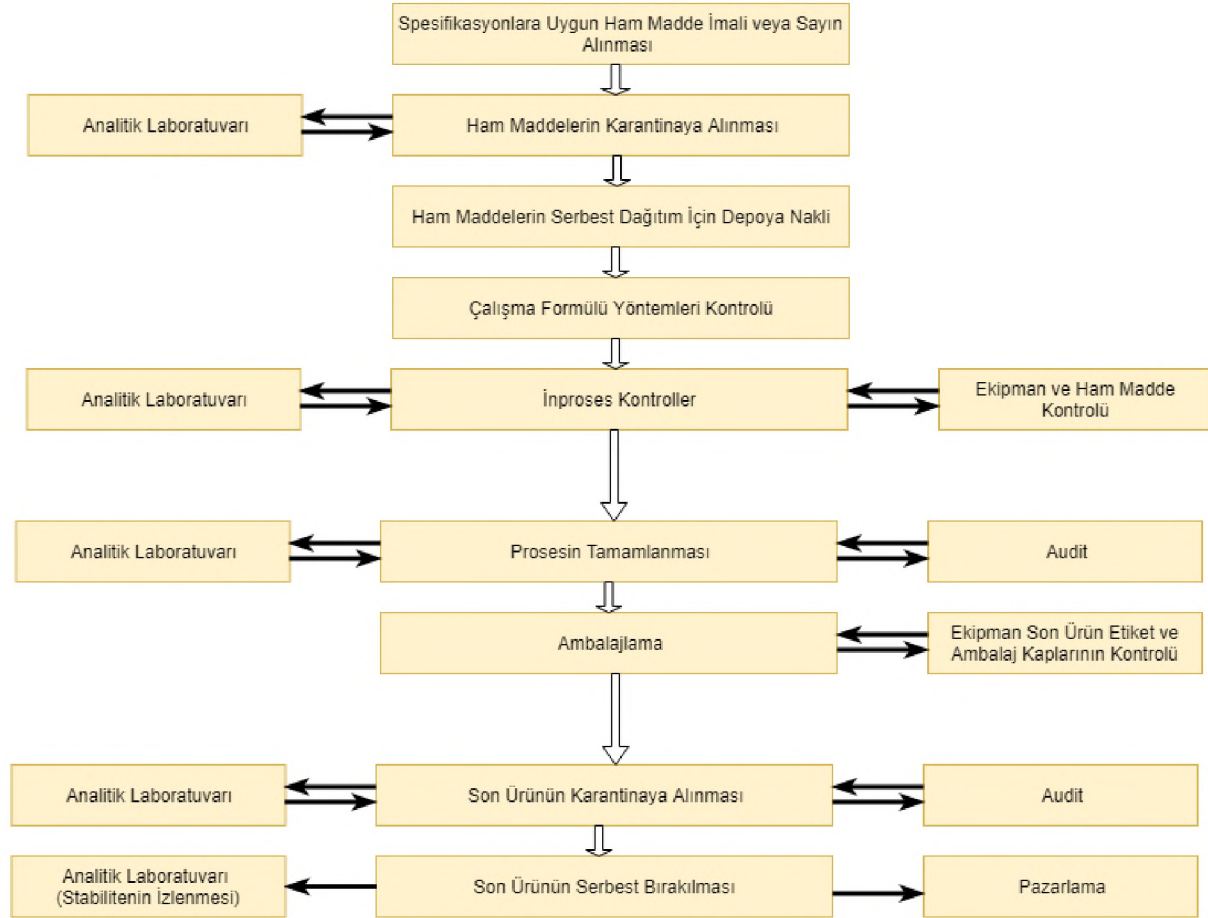 Spesifikasyonlara Uygun Ham Madde İmali veya Sayın
Alınması
Analitik Laboratuvarı
Ham Maddelerin Karantinaya Alınması
Ham Maddelerin Serbest Dağıtım İçin Depoya Nakli
Çalışma Formülü Yöntemleri Kontrolü
Analitik Laboratuvarı
İnproses Kontroller
Ekipman ve Ham Madde
Kontrolü
Analitik Laboratuvarı
Prosesin Tamamlanması
Audit
Ambalajlama
Ekipman Son Ürün Etiket ve
Ambalaj Kaplarının Kontrolü
Analitik Laboratuvarı
Son Ürünün Karantinaya Alınması
Audit
Analitik Laboratuvarı
(Stabilitenin İzlenmesi)
Son Ürünün Serbest Bırakılması
Pazarlama